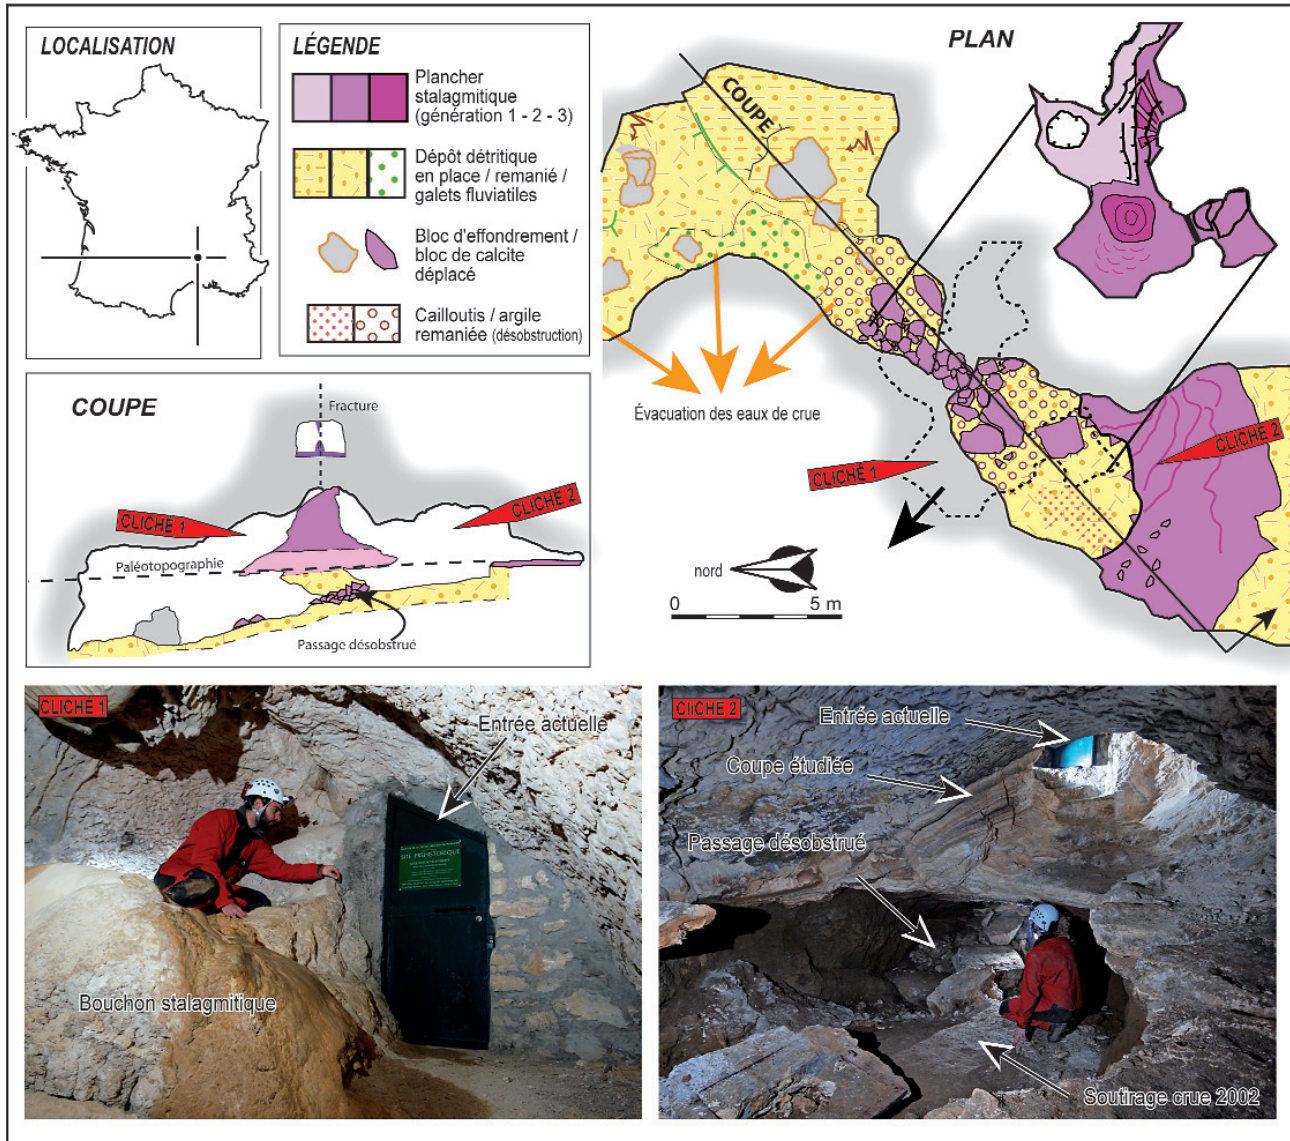 LOCALISATION
LÉGENDE
Plancher
stalagmitique
(génération 1 - 2 - 3)
Dépôt détritique
en place / remanié /
galets fluviatiles
Bloc d'effondrement /
bloc de calcite
déplacé
Cailloutis / argile
remaniée (désobstruction)
PLAN
COUPE
Évacuation des eaux de crue
CLICHÉ 1
CLICHÉ 2
nord
0 5 m
COUPE
Fracture
CLICHÉ 1
CLICHÉ 2
Paléotopographie
Passage désobstrué
CLICHÉ 1
Entrée actuelle
SITE PRÉHISTORIQUE
Bouchon stalagmitique
CliCHÉ 2
Entrée actuelle
Coupe étudiée
Passage désobstrué
Soutirage crue 2002